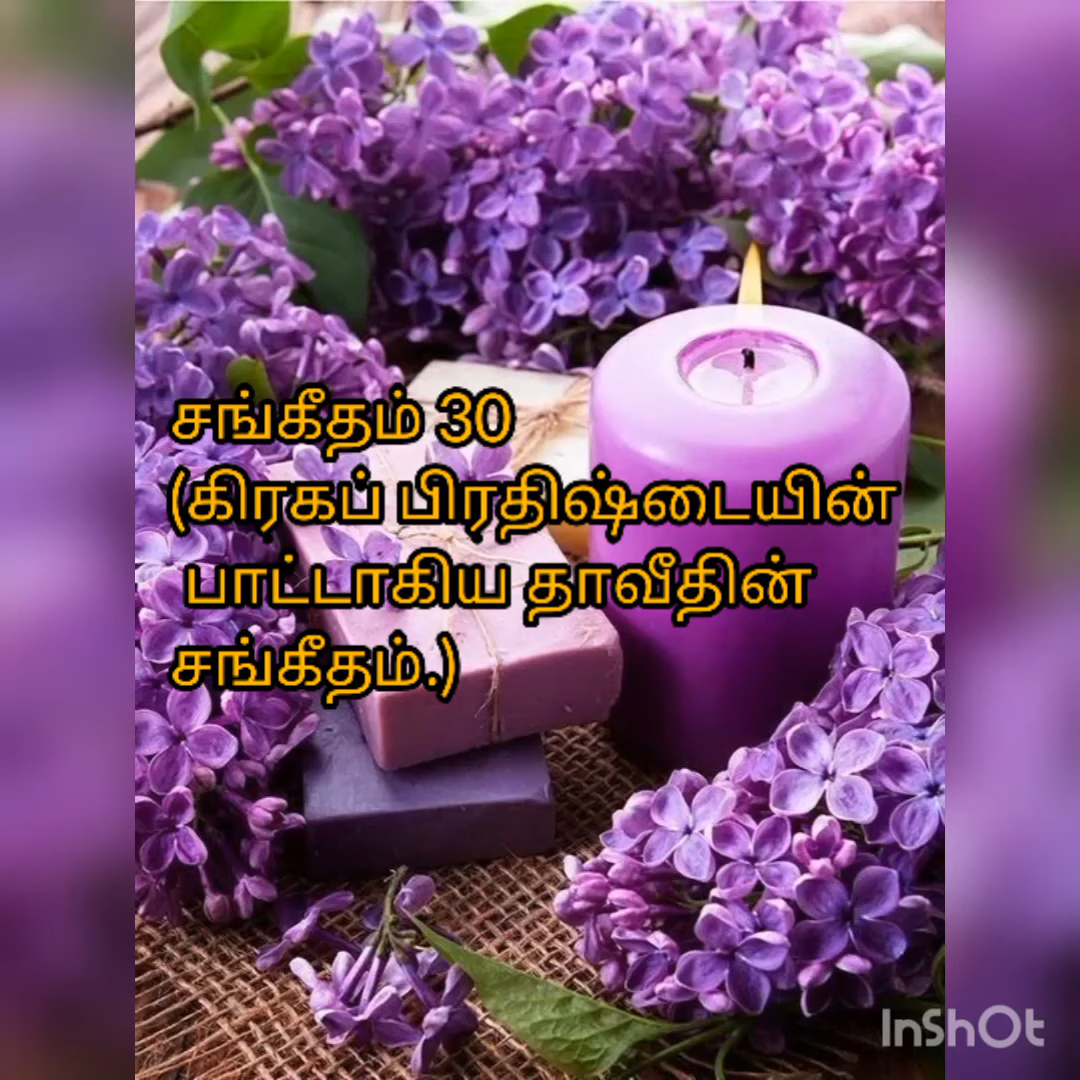 சங்கீதம் 30
(கிரகப் பிரதிஷ்டையின்
பாட்டாகிய தாவீதின்
சங்கீதம்.)
InShOt